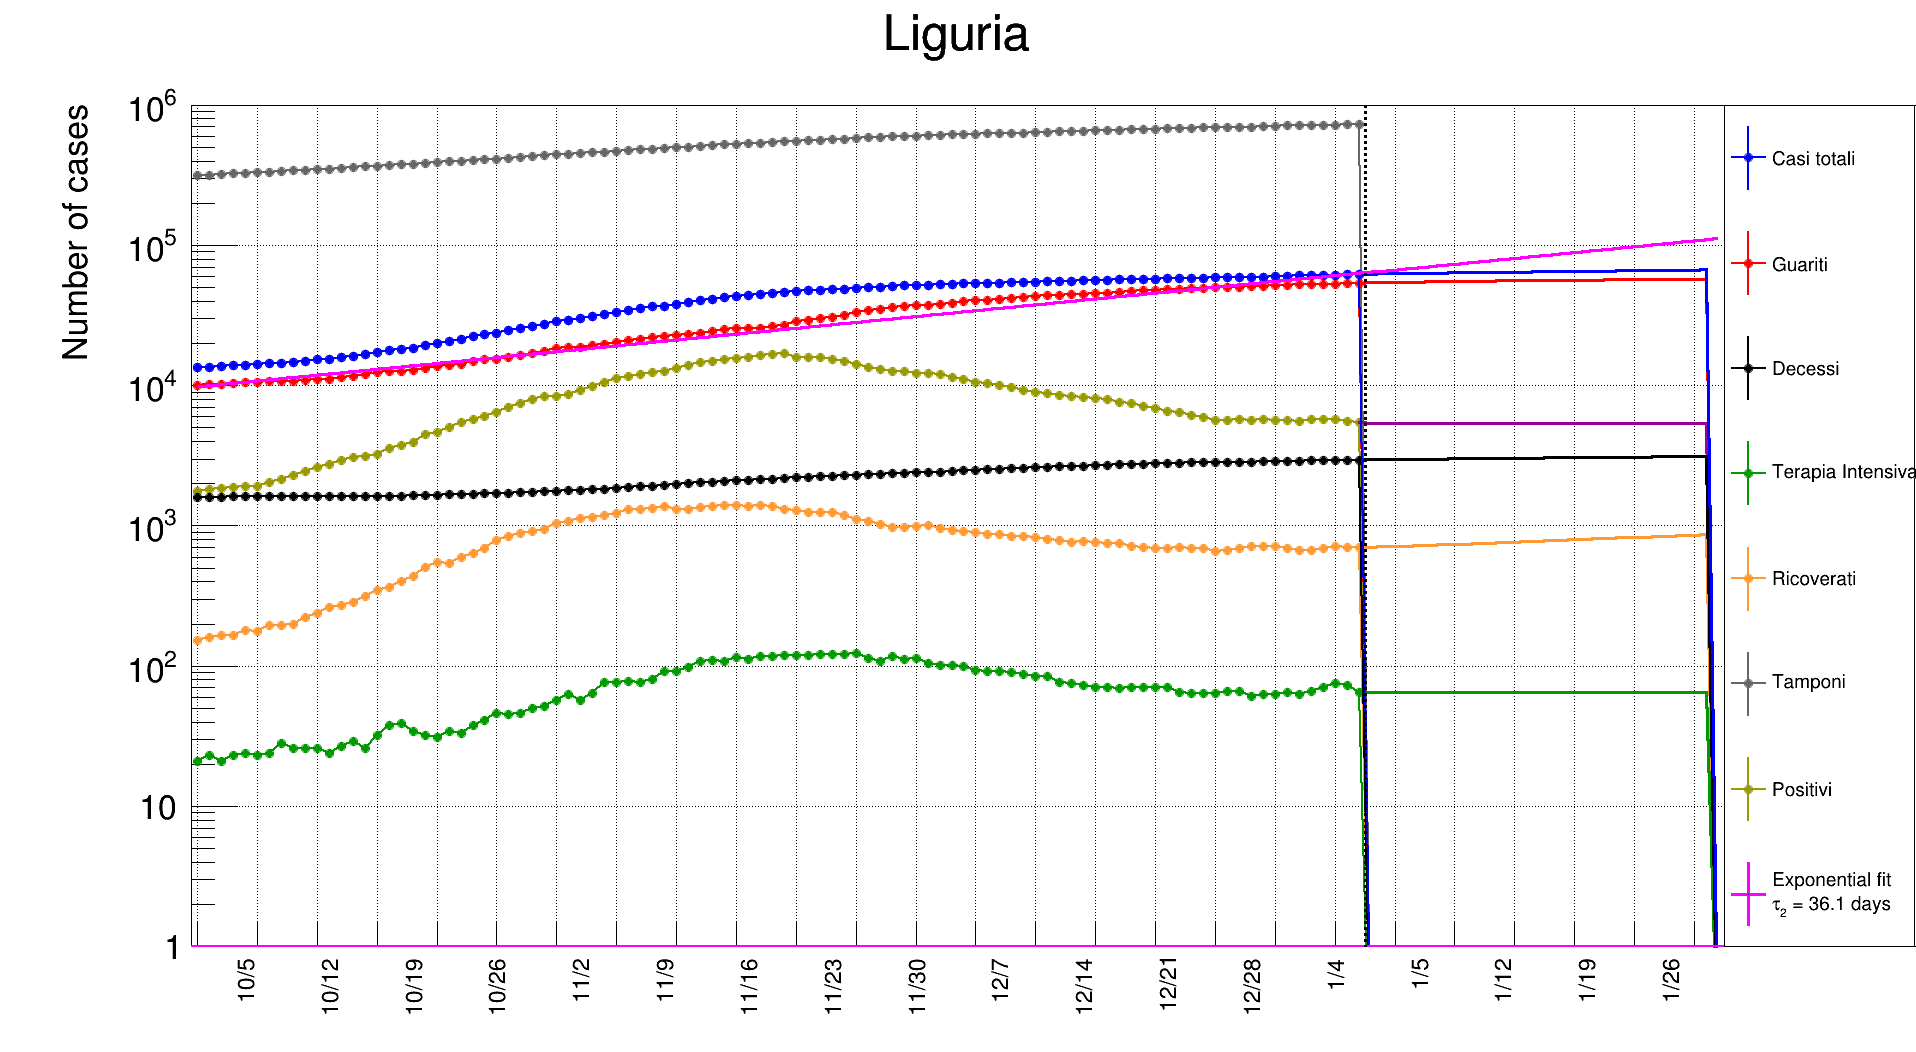 Liguria
Number of cases
10^6
10^5
10^4
10^3
10^2
10
1
10/5 10/12 10/19 10/26 11/2 11/9 11/16 11/23 11/30 12/7 12/14 12/21 12/28 1/4 1/5 1/12 1/19 1/26
Casi totali
Guariti
Decessi
Terapia Intensiva
Ricoverati
Tamponi
Positivi
Exponential fit
τ_2 = 36.1 days